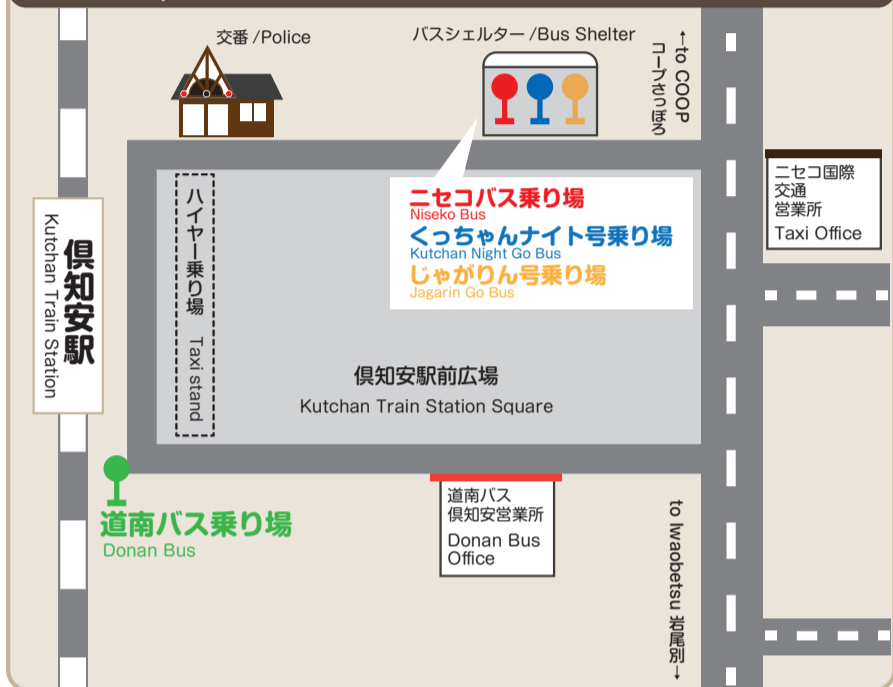 交番 /Police
バスシェルター /Bus Shelter
←to COOP
コープさっぽろ
ニセコ国際
交通
営業所
Taxi Office
ニセコバス乗り場
Niseko Bus
くっちゃんナイト号乗り場
Kutchan Night Go Bus
じゃがりん号乗り場
Jagarin Go Bus
ハイヤー乗り場 Taxi stand
倶知安駅
Kutchan Train Station
倶知安駅前広場
Kutchan Train Station Square
道南バス乗り場
Donan Bus
道南バス
倶知安営業所
Donan Bus
Office
to Iwaobetsu 岩尾別→